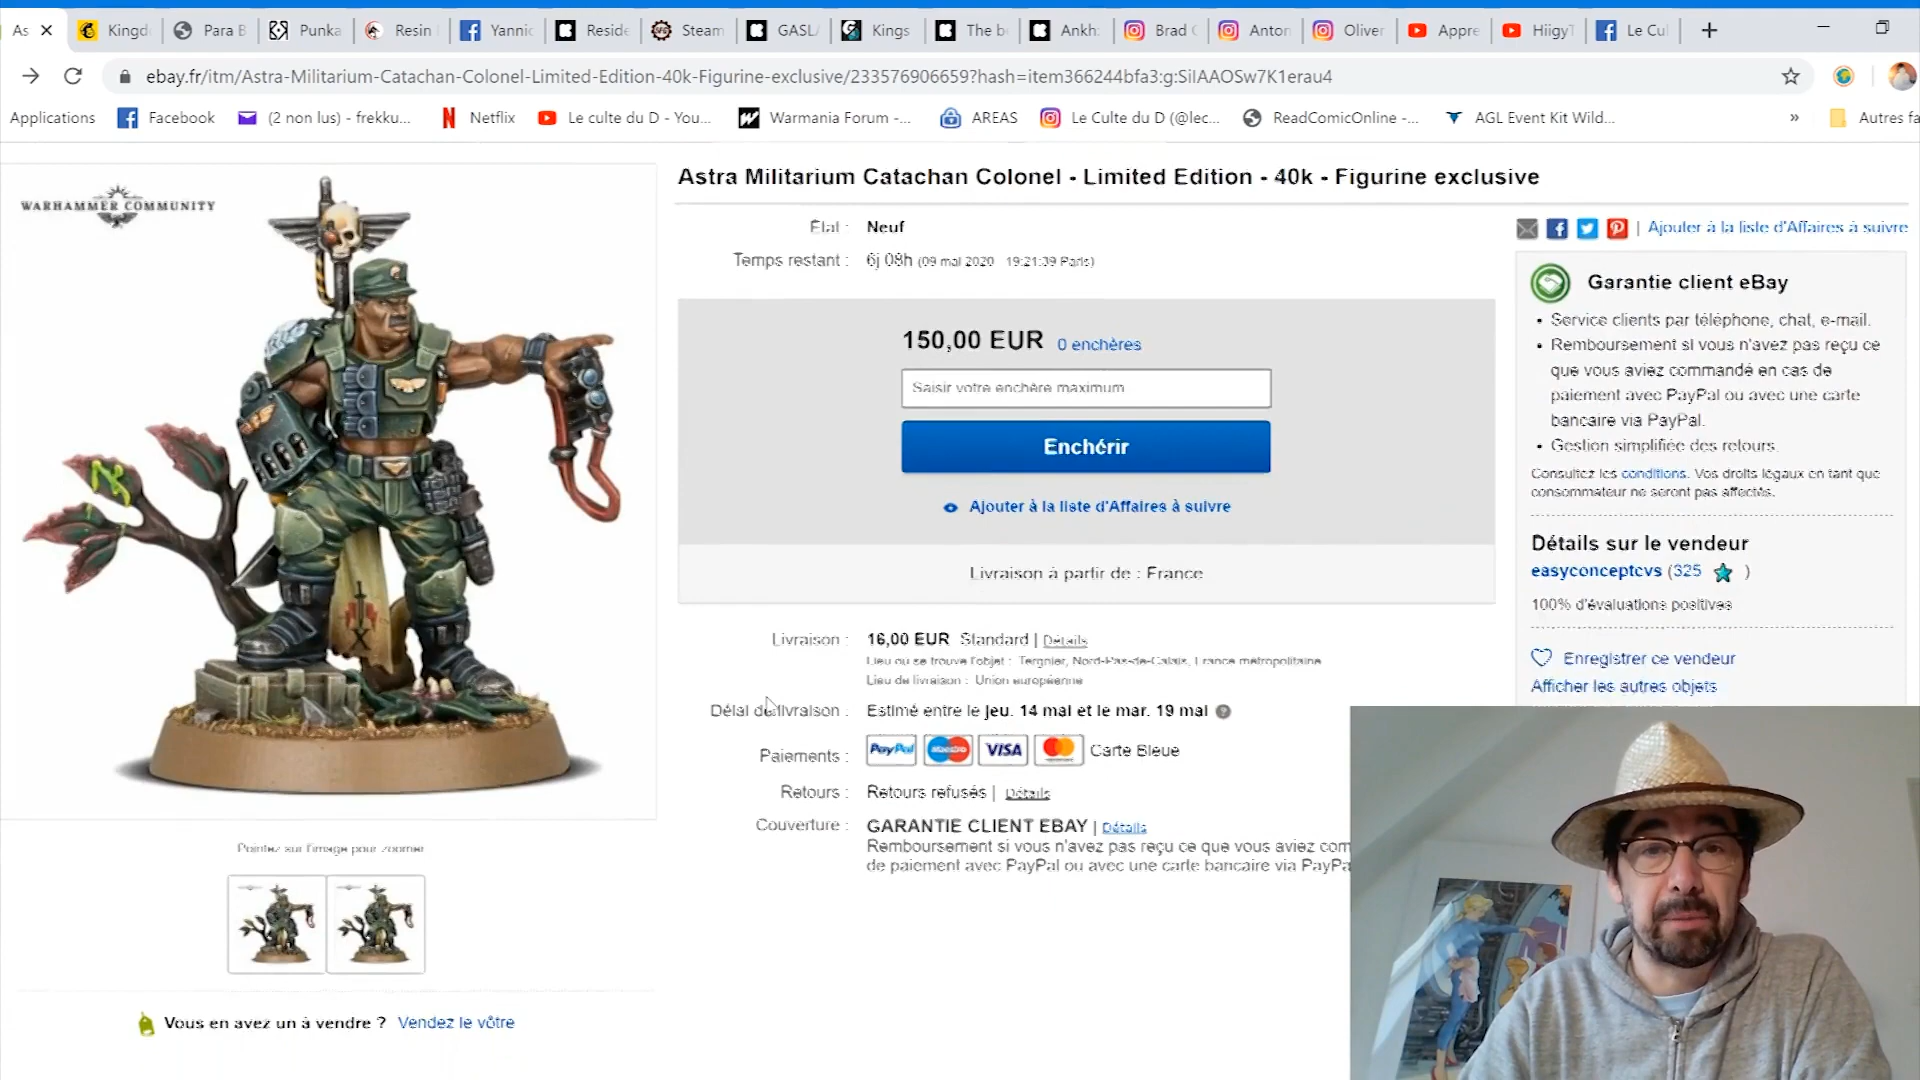 As
Kingd
Para B
Punka
Resin
Yannic
Reside
Steam
GASLA
Kings
The b
Ankh:
Brad C
Anton
Oliver
Appre
HiigyT
Le Cul
ebay.fr/itm/Astra-Militarium-Catachan-Colonel-Limited-Edition-40k-Figurine-exclusive/233576906659?hash=item366244bfa3:g:SiIAAOSw7K1erau4
Applications
Facebook
(2 non lus) - frekku...
Netflix
Le culte du D - You...
Warmania Forum -...
AREAS
Le Culte du D (@lec...
ReadComicOnline -...
AGL Event Kit Wild...
»
Autres fa
WARHAMMER COMMUNITY
X
Astra Militarium Catachan Colonel - Limited Edition - 40k - Figurine exclusive
État : Neuf
Temps restant : 6j 08h (09 mai 2020 19:21:39 Paris)
150,00 EUR 0 enchères
Saisir votre enchère maximum
Enchérir
Ajouter à la liste d'Affaires à suivre
Livraison à partir de : France
Livraison : 16,00 EUR Standard | Détails
Lieu où se trouve l'objet : Tergnier, Nord-Pas-de-Calais, France métropolitaine
Lieu de livraison : Union européenne
Délai de livraison : Estimé entre le jeu. 14 mai et le mar. 19 mai ?
Paiements : PayPal Maestro VISA Carte Bleue
Retours : Retours refusés | Détails
Couverture : GARANTIE CLIENT EBAY | Détails
Remboursement si vous n'avez pas reçu ce que vous aviez com
de paiement avec PayPal ou avec une carte bancaire via PayPa
| Ajouter à la liste d'Affaires à suivre
Garantie client eBay
• Service clients par téléphone, chat, e-mail.
• Remboursement si vous n'avez pas reçu ce
que vous aviez commandé en cas de
paiement avec PayPal ou avec une carte
bancaire via PayPal.
• Gestion simplifiée des retours.
Consultez les conditions. Vos droits légaux en tant que
consommateur ne seront pas affectés.
Détails sur le vendeur
easyconceptcvs (325 )
100% d'évaluations positives
Enregistrer ce vendeur
Afficher les autres objets
Pointez sur l'image pour zoomer
Vous en avez un à vendre ? Vendez le vôtre